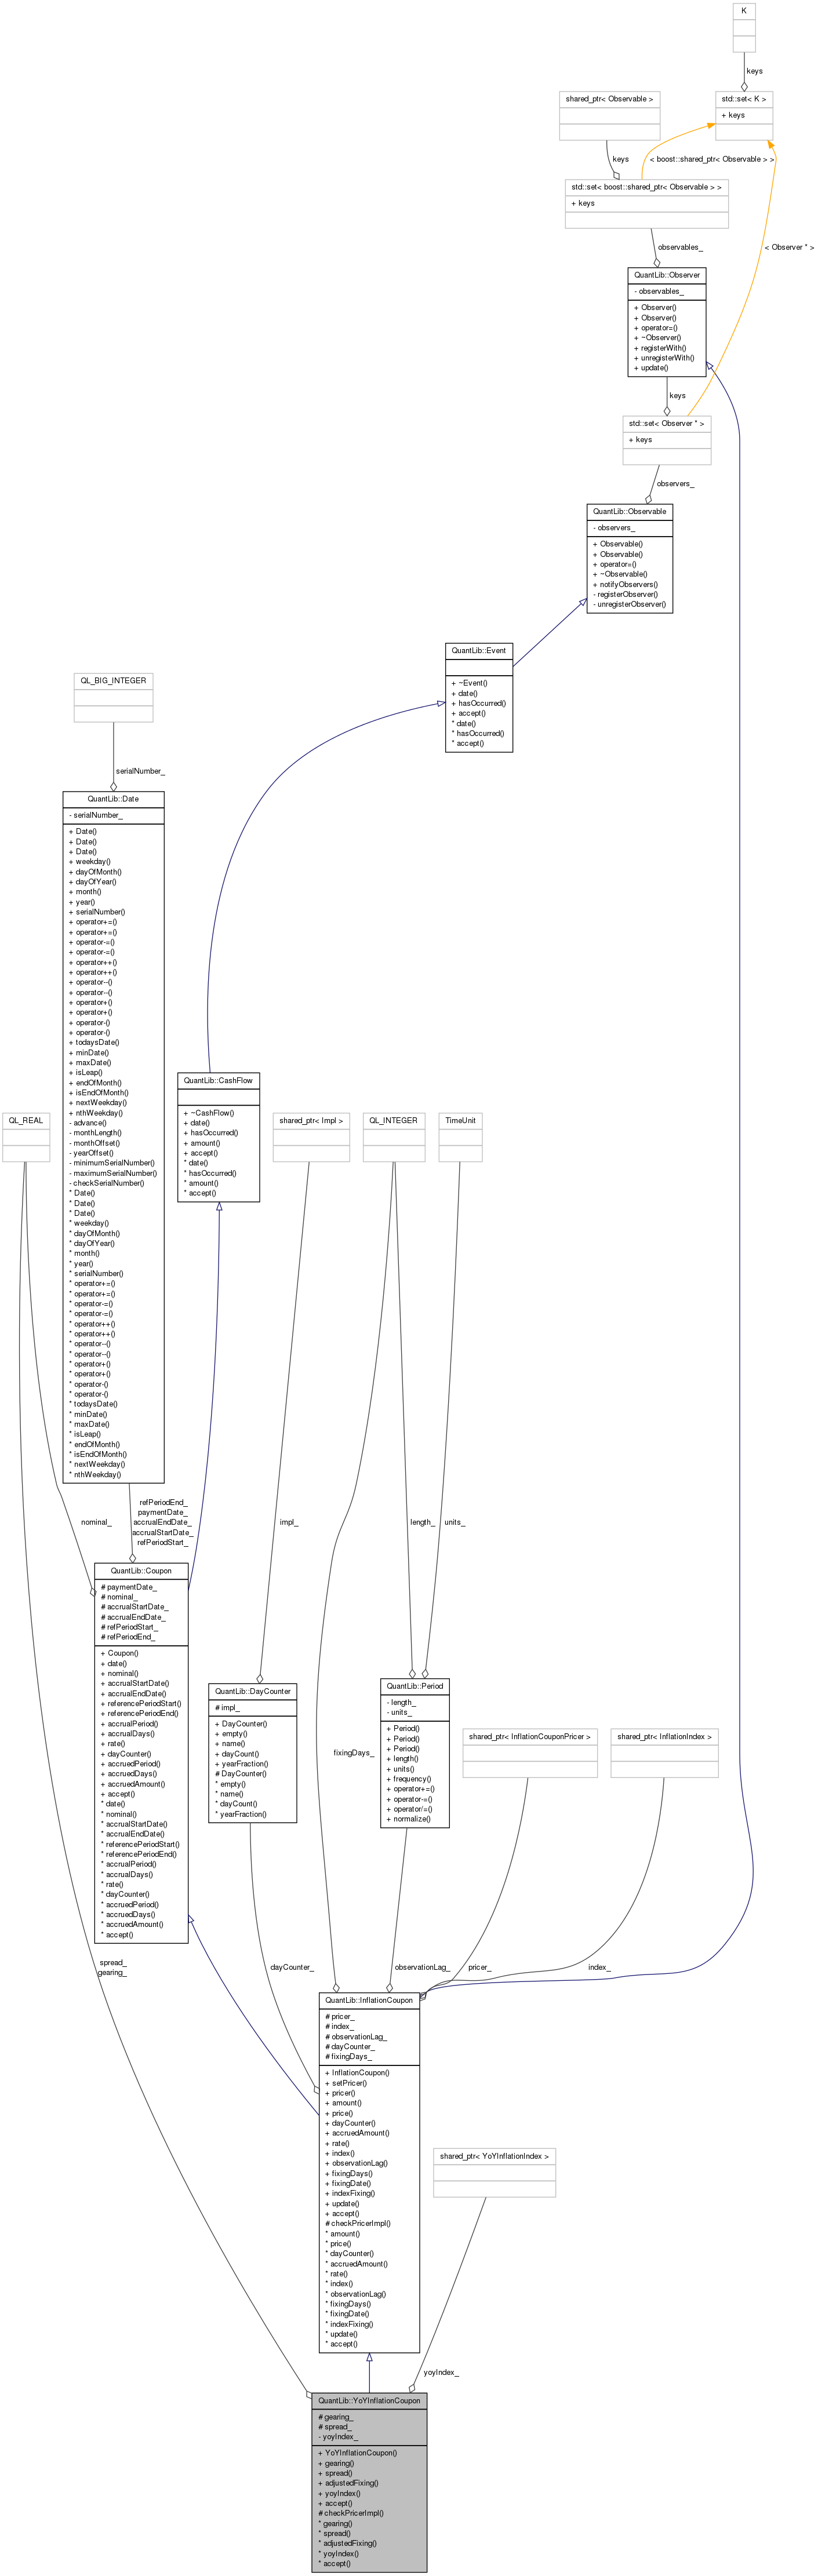 K
keys
shared_ptr< Observable >
std::set< K >
+ keys
keys
< boost::shared_ptr< Observable > >
std::set< boost::shared_ptr< Observable > >
+ keys
observables_
< Observer * >
QuantLib::Observer
- observables_
+ Observer()
+ Observer()
+ operator=()
+ ~Observer()
+ registerWith()
+ unregisterWith()
+ update()
keys
std::set< Observer * >
+ keys
observers_
QuantLib::Observable
- observers_
+ Observable()
+ Observable()
+ operator=()
+ ~Observable()
+ notifyObservers()
- registerObserver()
- unregisterObserver()
QuantLib::Event
+ ~Event()
+ date()
+ hasOccurred()
+ accept()
* date()
* hasOccurred()
* accept()
QL_BIG_INTEGER
serialNumber_
QuantLib::Date
- serialNumber_
+ Date()
+ Date()
+ Date()
+ weekday()
+ dayOfMonth()
+ dayOfYear()
+ month()
+ year()
+ serialNumber()
+ operator+=()
+ operator+=()
+ operator-=()
+ operator-=()
+ operator++()
+ operator++()
+ operator--()
+ operator--()
+ operator+()
+ operator+()
+ operator-()
+ operator-()
+ todaysDate()
+ minDate()
+ maxDate()
+ isLeap()
+ endOfMonth()
+ isEndOfMonth()
+ nextWeekday()
+ nthWeekday()
- advance()
- monthLength()
- monthOffset()
- yearOffset()
- minimumSerialNumber()
- maximumSerialNumber()
- checkSerialNumber()
* Date()
* Date()
* Date()
* weekday()
* dayOfMonth()
* dayOfYear()
* month()
* year()
* serialNumber()
* operator+=()
* operator+=()
* operator-=()
* operator-=()
* operator++()
* operator++()
* operator--()
* operator--()
* operator+()
* operator+()
* operator-()
* operator-()
* todaysDate()
* minDate()
* maxDate()
* isLeap()
* endOfMonth()
* isEndOfMonth()
* nextWeekday()
* nthWeekday()
QuantLib::CashFlow
+ ~CashFlow()
+ date()
+ hasOccurred()
+ amount()
+ accept()
* date()
* hasOccurred()
* amount()
* accept()
QL_REAL
shared_ptr< Impl >
QL_INTEGER
TimeUnit
nominal_
refPeriodEnd_
paymentDate_
accrualEndDate_
accrualStartDate_
refPeriodStart_
impl_
length_
units_
QuantLib::Coupon
# paymentDate_
# nominal_
# accrualStartDate_
# accrualEndDate_
# refPeriodStart_
# refPeriodEnd_
+ Coupon()
+ date()
+ nominal()
+ accrualStartDate()
+ accrualEndDate()
+ referencePeriodStart()
+ referencePeriodEnd()
+ accrualPeriod()
+ accrualDays()
+ rate()
+ dayCounter()
+ accruedPeriod()
+ accruedDays()
+ accruedAmount()
+ accept()
* date()
* nominal()
* accrualStartDate()
* accrualEndDate()
* referencePeriodStart()
* referencePeriodEnd()
* accrualPeriod()
* accrualDays()
* rate()
* dayCounter()
* accruedPeriod()
* accruedDays()
* accruedAmount()
* accept()
QuantLib::DayCounter
# impl_
+ DayCounter()
+ empty()
+ name()
+ dayCount()
+ yearFraction()
# DayCounter()
* empty()
* name()
* dayCount()
* yearFraction()
fixingDays_
QuantLib::Period
- length_
- units_
+ Period()
+ Period()
+ Period()
+ length()
+ units()
+ frequency()
+ operator+=()
+ operator-=()
+ operator/=()
+ normalize()
shared_ptr< InflationCouponPricer >
shared_ptr< InflationIndex >
spread_
gearing_
dayCounter_
observationLag_
pricer_
index_
QuantLib::InflationCoupon
# pricer_
# index_
# observationLag_
# dayCounter_
# fixingDays_
+ InflationCoupon()
+ setPricer()
+ pricer()
+ amount()
+ price()
+ dayCounter()
+ accruedAmount()
+ rate()
+ index()
+ observationLag()
+ fixingDays()
+ fixingDate()
+ indexFixing()
+ update()
+ accept()
# checkPricerImpl()
* amount()
* price()
* dayCounter()
* accruedAmount()
* rate()
* index()
* observationLag()
* fixingDays()
* fixingDate()
* indexFixing()
* update()
* accept()
shared_ptr< YoYInflationIndex >
yoyIndex_
QuantLib::YoYInflationCoupon
# gearing_
# spread_
- yoyIndex_
+ YoYInflationCoupon()
+ gearing()
+ spread()
+ adjustedFixing()
+ yoyIndex()
+ accept()
# checkPricerImpl()
* gearing()
* spread()
* adjustedFixing()
* yoyIndex()
* accept()